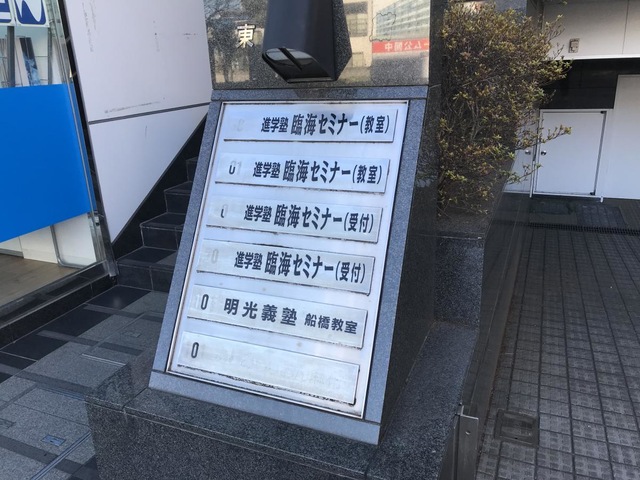 東
進学塾 臨海セミナー(教室)
進学塾 臨海セミナー(教室)
進学塾 臨海セミナー(受付)
進学塾 臨海セミナー(受付)
0 明光義塾 船橋教室
0